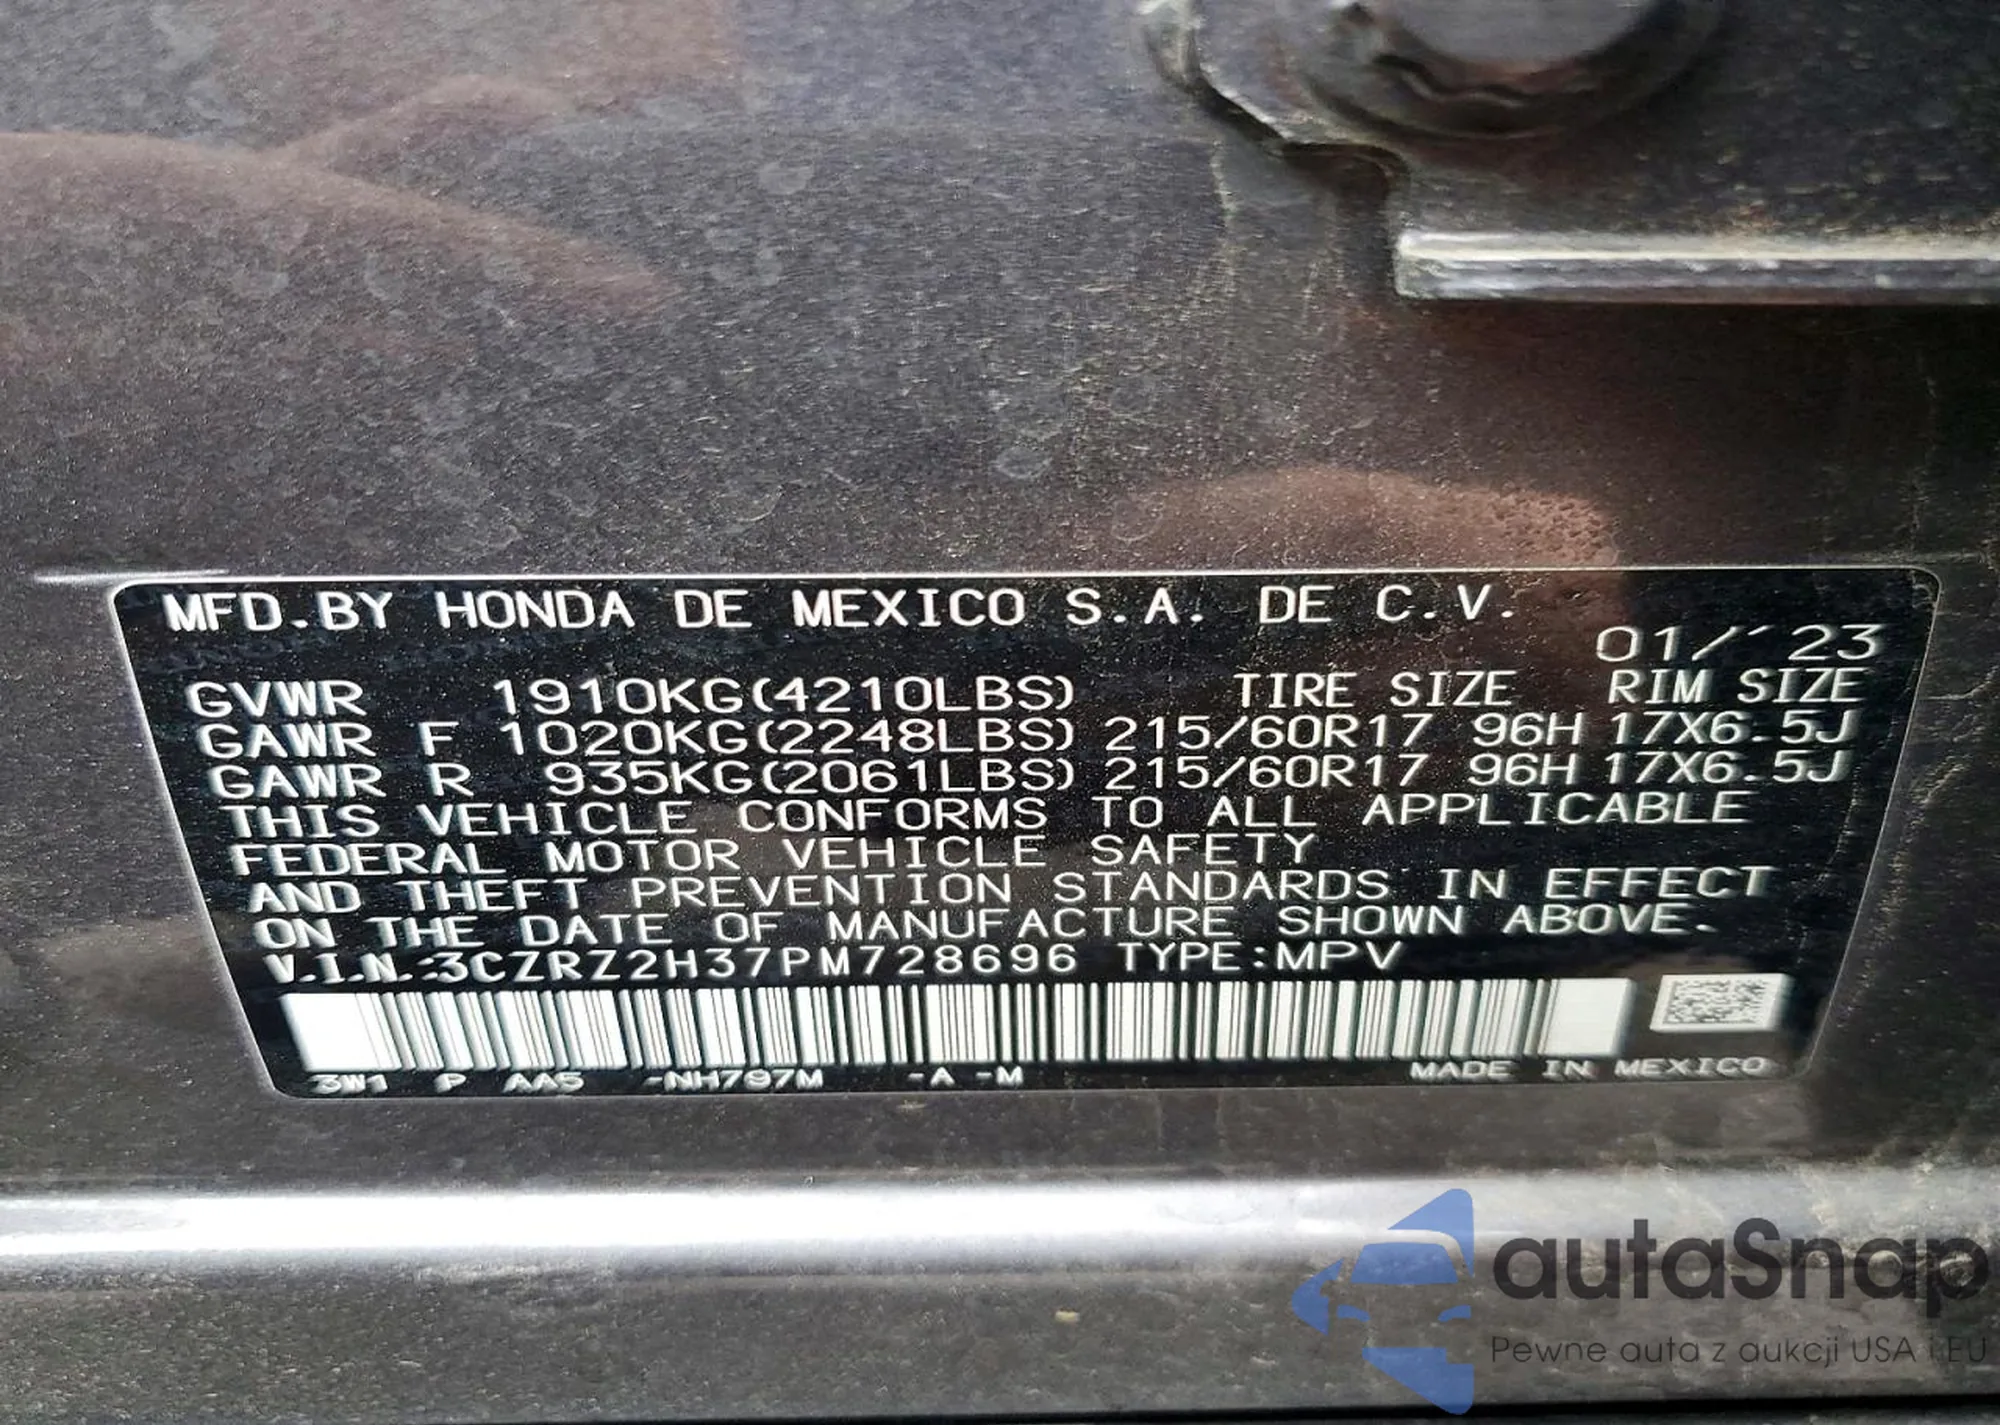 MFD.BY HONDA DE MEXICO S.A. DE C.V.
01/'23
GVWR 1910KG(4210LBS) TIRE SIZE RIM SIZE
GAWR F 1020KG(2248LBS) 215/60R17 96H 17X6.5J
GAWR R 935KG(2061LBS) 215/60R17 96H 17X6.5J
THIS VEHICLE CONFORMS TO ALL APPLICABLE
FEDERAL MOTOR VEHICLE SAFETY
AND THEFT PREVENTION STANDARDS IN EFFECT
ON THE DATE OF MANUFACTURE SHOWN ABOVE.
V.I.N.:3CZRZ2H37PM728696 TYPE:MPV
3W1 P AA5 -NH797M -A -M MADE IN MEXICO
autaSnap
Pewne auta z aukcji USA i EU